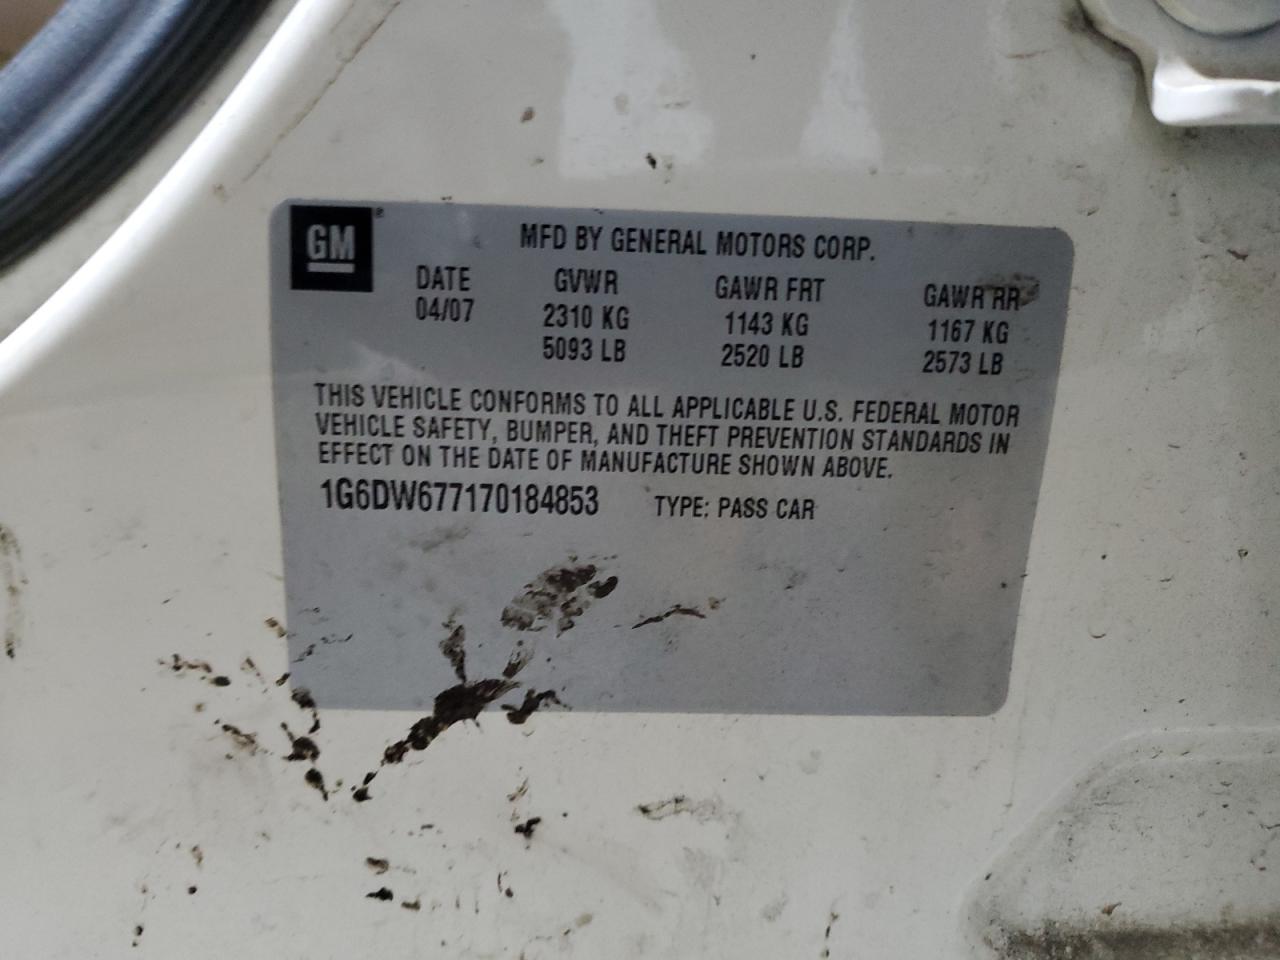 GM®
MFD BY GENERAL MOTORS CORP.
DATE GVWR GAWR FRT GAWR RR
04/07 2310 KG 1143 KG 1167 KG
5093 LB 2520 LB 2573 LB
THIS VEHICLE CONFORMS TO ALL APPLICABLE U.S. FEDERAL MOTOR
VEHICLE SAFETY, BUMPER, AND THEFT PREVENTION STANDARDS IN
EFFECT ON THE DATE OF MANUFACTURE SHOWN ABOVE.
1G6DW677170184853 TYPE: PASS CAR